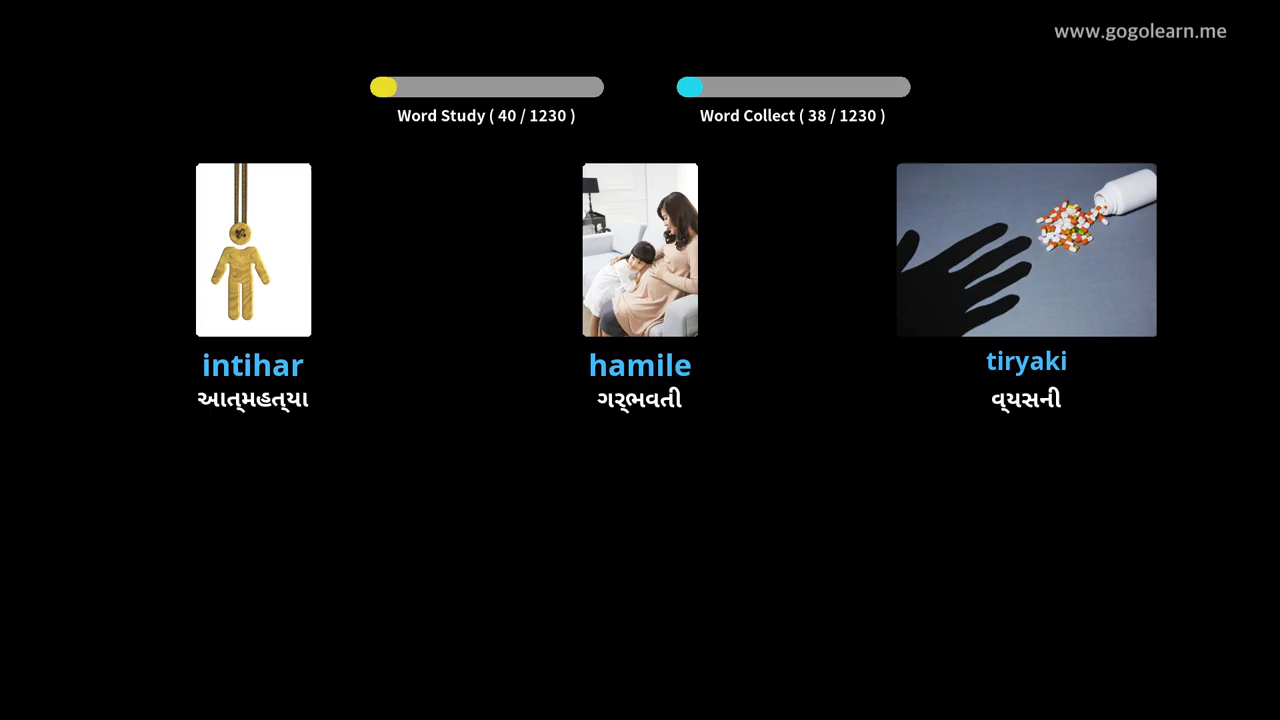 www.gogolearn.me
Word Study ( 40 / 1230 )
Word Collect ( 38 / 1230 )
intihar
hamile
tiryaki
આત્મહત્યા
ગર્ભવતી
વ્યસની